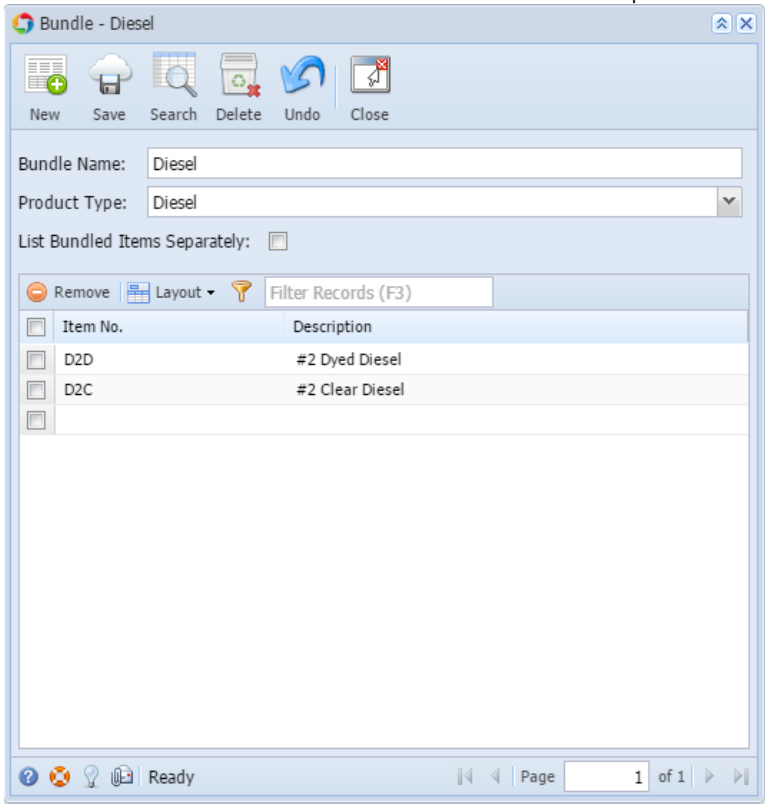 Bundle - Diesel
New Save Search Delete Undo Close
Bundle Name: Diesel
Product Type: Diesel
List Bundled Items Separately:
Remove Layout Filter Records (F3)
Item No. Description
D2D #2 Dyed Diesel
D2C #2 Clear Diesel
Ready Page 1 of 1